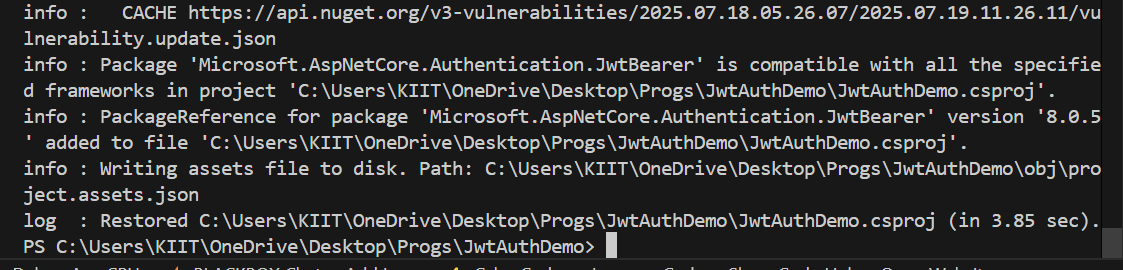 info :   CACHE https://api.nuget.org/v3-vulnerabilities/2025.07.18.05.26.07/2025.07.19.11.26.11/vu
lnerability.update.json
info : Package 'Microsoft.AspNetCore.Authentication.JwtBearer' is compatible with all the specifie
d frameworks in project 'C:\Users\KIIT\OneDrive\Desktop\Progs\JwtAuthDemo\JwtAuthDemo.csproj'.
info : PackageReference for package 'Microsoft.AspNetCore.Authentication.JwtBearer' version '8.0.5
' added to file 'C:\Users\KIIT\OneDrive\Desktop\Progs\JwtAuthDemo\JwtAuthDemo.csproj'.
info : Writing assets file to disk. Path: C:\Users\KIIT\OneDrive\Desktop\Progs\JwtAuthDemo\obj\pro
ject.assets.json
log  : Restored C:\Users\KIIT\OneDrive\Desktop\Progs\JwtAuthDemo\JwtAuthDemo.csproj (in 3.85 sec).
PS C:\Users\KIIT\OneDrive\Desktop\Progs\JwtAuthDemo>